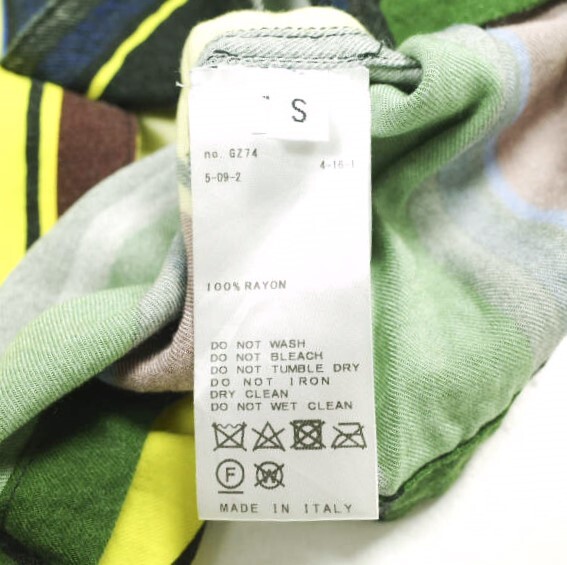 S
no. GZ74
4-16-1
5-09-2
100% RAYON
DO NOT WASH
DO NOT BLEACH
DO NOT TUMBLE DRY
DO NOT IRON
DRY CLEAN
DO NOT WET CLEAN
F W
MADE IN ITALY